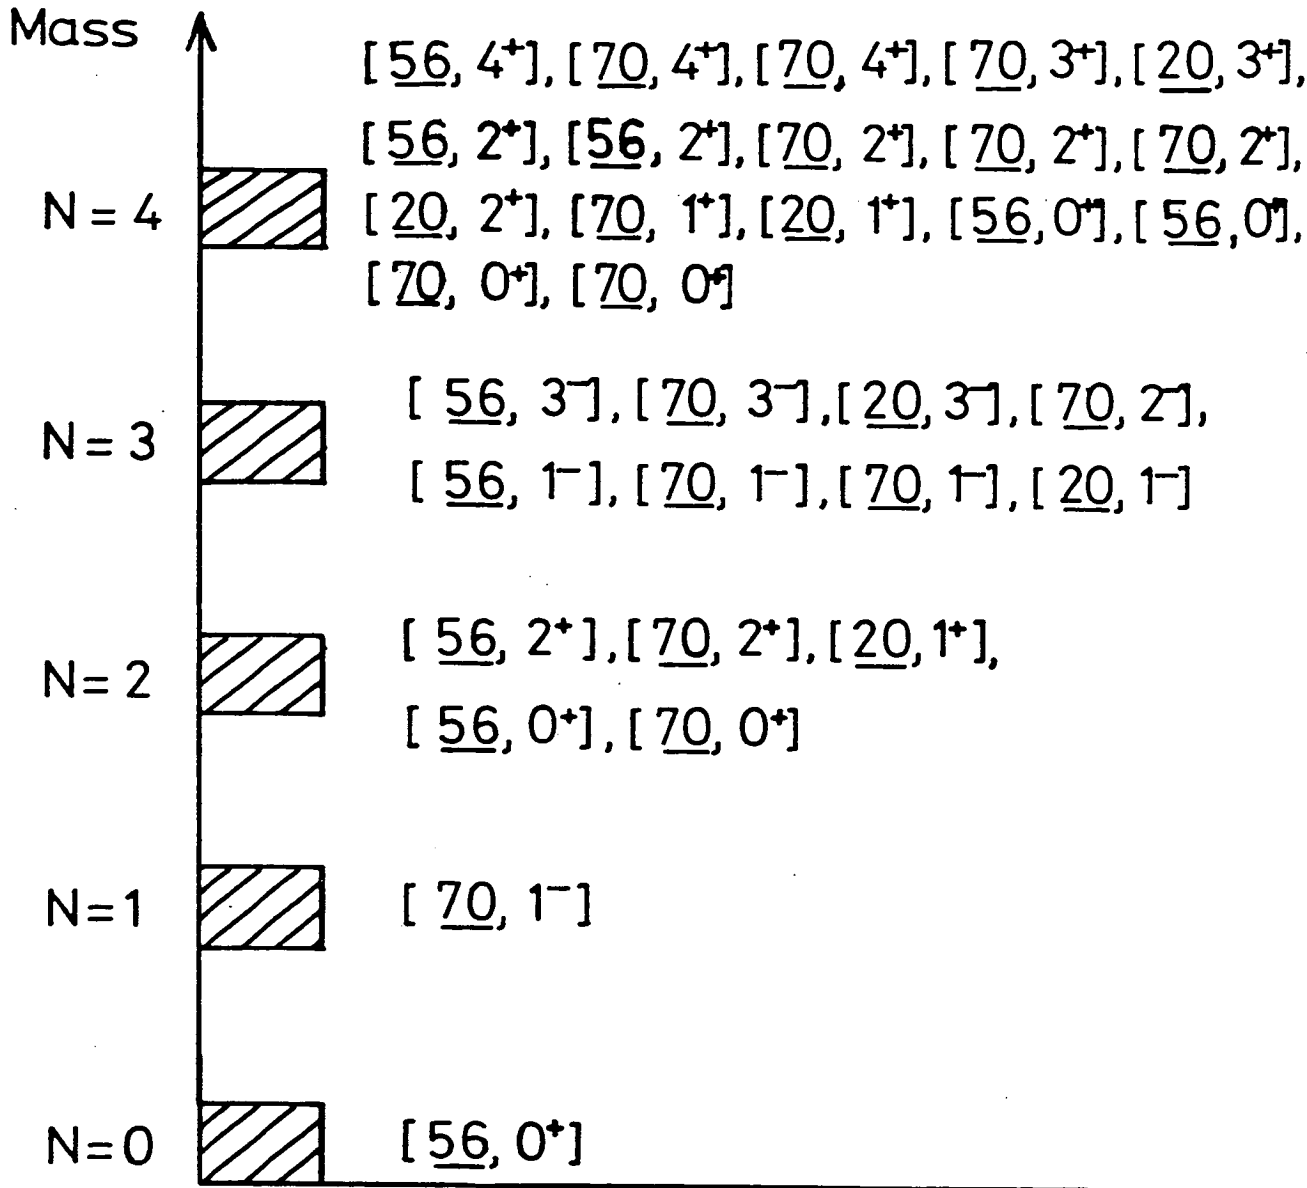 Mass
[56, 4⁺], [70, 4⁺], [70, 4⁺], [70, 3⁺], [20, 3⁺],
[56, 2⁺], [56, 2⁺], [70, 2⁺], [70, 2⁺], [70, 2⁺],
N = 4
[20, 2⁺], [70, 1⁺], [20, 1⁺], [56, 0⁺], [56, 0⁺],
[70, 0⁺], [70, 0⁺]
[56, 3⁻], [70, 3⁻], [20, 3⁻], [70, 2⁻],
N = 3
[56, 1⁻], [70, 1⁻], [70, 1⁻], [20, 1⁻]
[56, 2⁺], [70, 2⁺], [20, 1⁺],
N = 2
[56, 0⁺], [70, 0⁺]
N = 1
[70, 1⁻]
N = 0
[56, 0⁺]